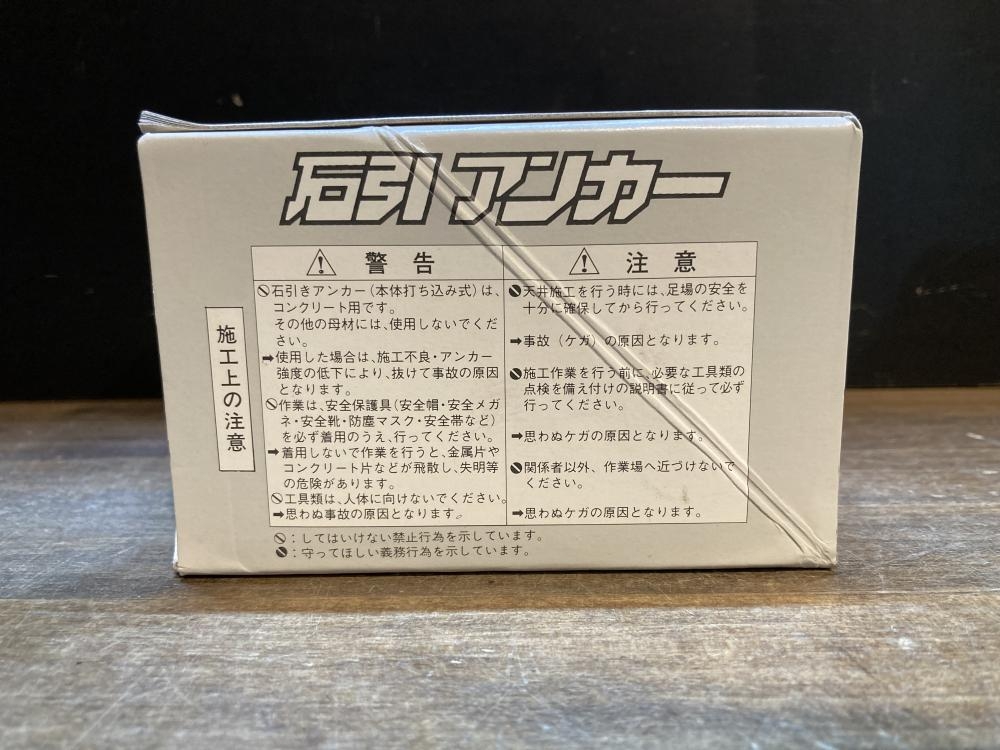 石引アンカー
施工上の注意
⚠ 警告
🚫石引きアンカー(本体打ち込み式)は、
コンクリート用です。
その他の母材には、使用しないでくだ
さい。
➡使用した場合は、施工不良・アンカー
強度の低下により、抜けて事故の原因
となります。
🚫作業は、安全保護具(安全帽・安全メガ
ネ・安全靴・防塵マスク・安全帯など)
を必ず着用のうえ、行ってください。
➡着用しないで作業を行うと、金属片や
コンクリート片などが飛散し、失明等
の危険があります。
🚫工具類は、人体に向けないでください。
➡思わぬ事故の原因となります。
⚠ 注意
天井施工を行う時には、足場の安全を
十分に確保してから行ってください。
➡事故(ケガ)の原因となります。
施工作業を行う前に、必要な工具類の
点検を備え付けの説明書に従って必ず
行ってください。
➡思わぬケガの原因となります。
関係者以外、作業場へ近づけないで
ください。
➡思わぬケガの原因となります。
🚫:してはいけない禁止行為を示しています。
:守ってほしい義務行為を示しています。